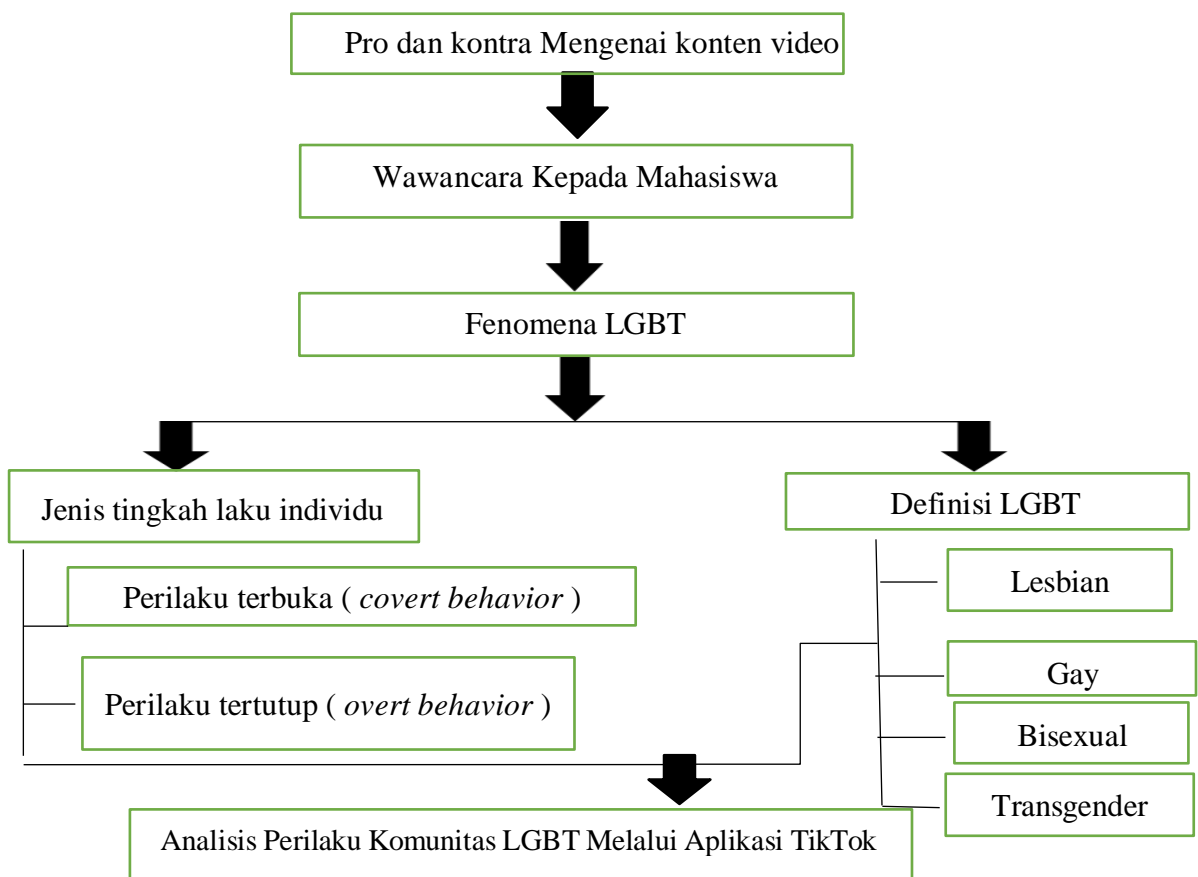 Pro dan kontra Mengenai konten video
Wawancara Kepada Mahasiswa
Fenomena LGBT
Jenis tingkah laku individu
Perilaku terbuka ( covert behavior )
Perilaku tertutup ( overt behavior )
Definisi LGBT
Lesbian
Gay
Bisexual
Transgender
Analisis Perilaku Komunitas LGBT Melalui Aplikasi TikTok